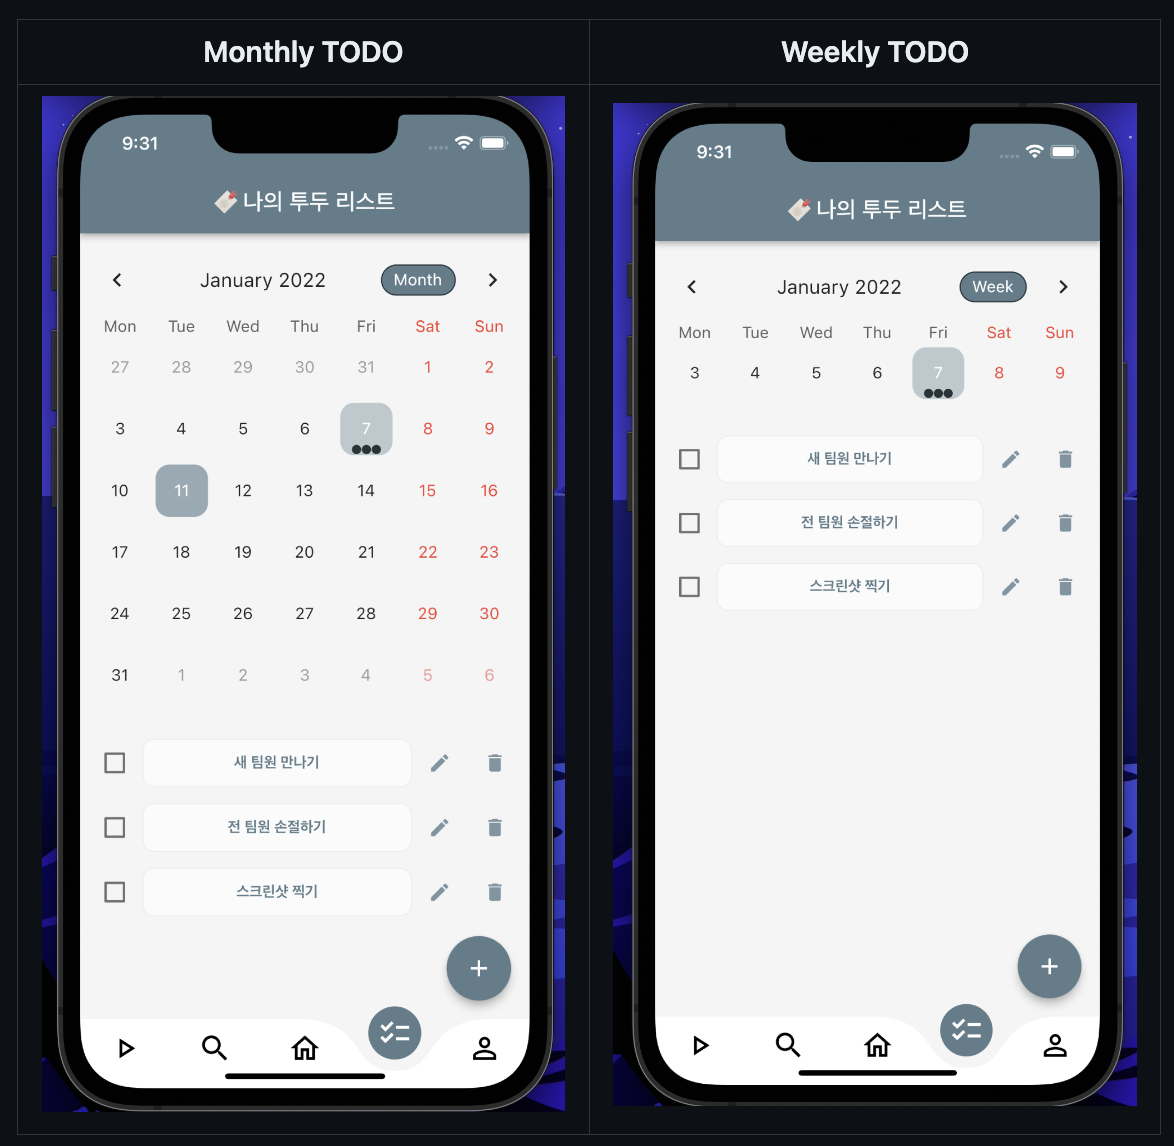 Monthly TODO
Weekly TODO
9:31
나의 투두 리스트
January 2022 Month
Mon Tue Wed Thu Fri Sat Sun
27 28 29 30 31 1 2
3 4 5 6 7 8 9
10 11 12 13 14 15 16
17 18 19 20 21 22 23
24 25 26 27 28 29 30
31 1 2 3 4 5 6
새 팀원 만나기
전 팀원 손절하기
스크린샷 찍기
9:31
나의 투두 리스트
January 2022 Week
Mon Tue Wed Thu Fri Sat Sun
3 4 5 6 7 8 9
새 팀원 만나기
전 팀원 손절하기
스크린샷 찍기